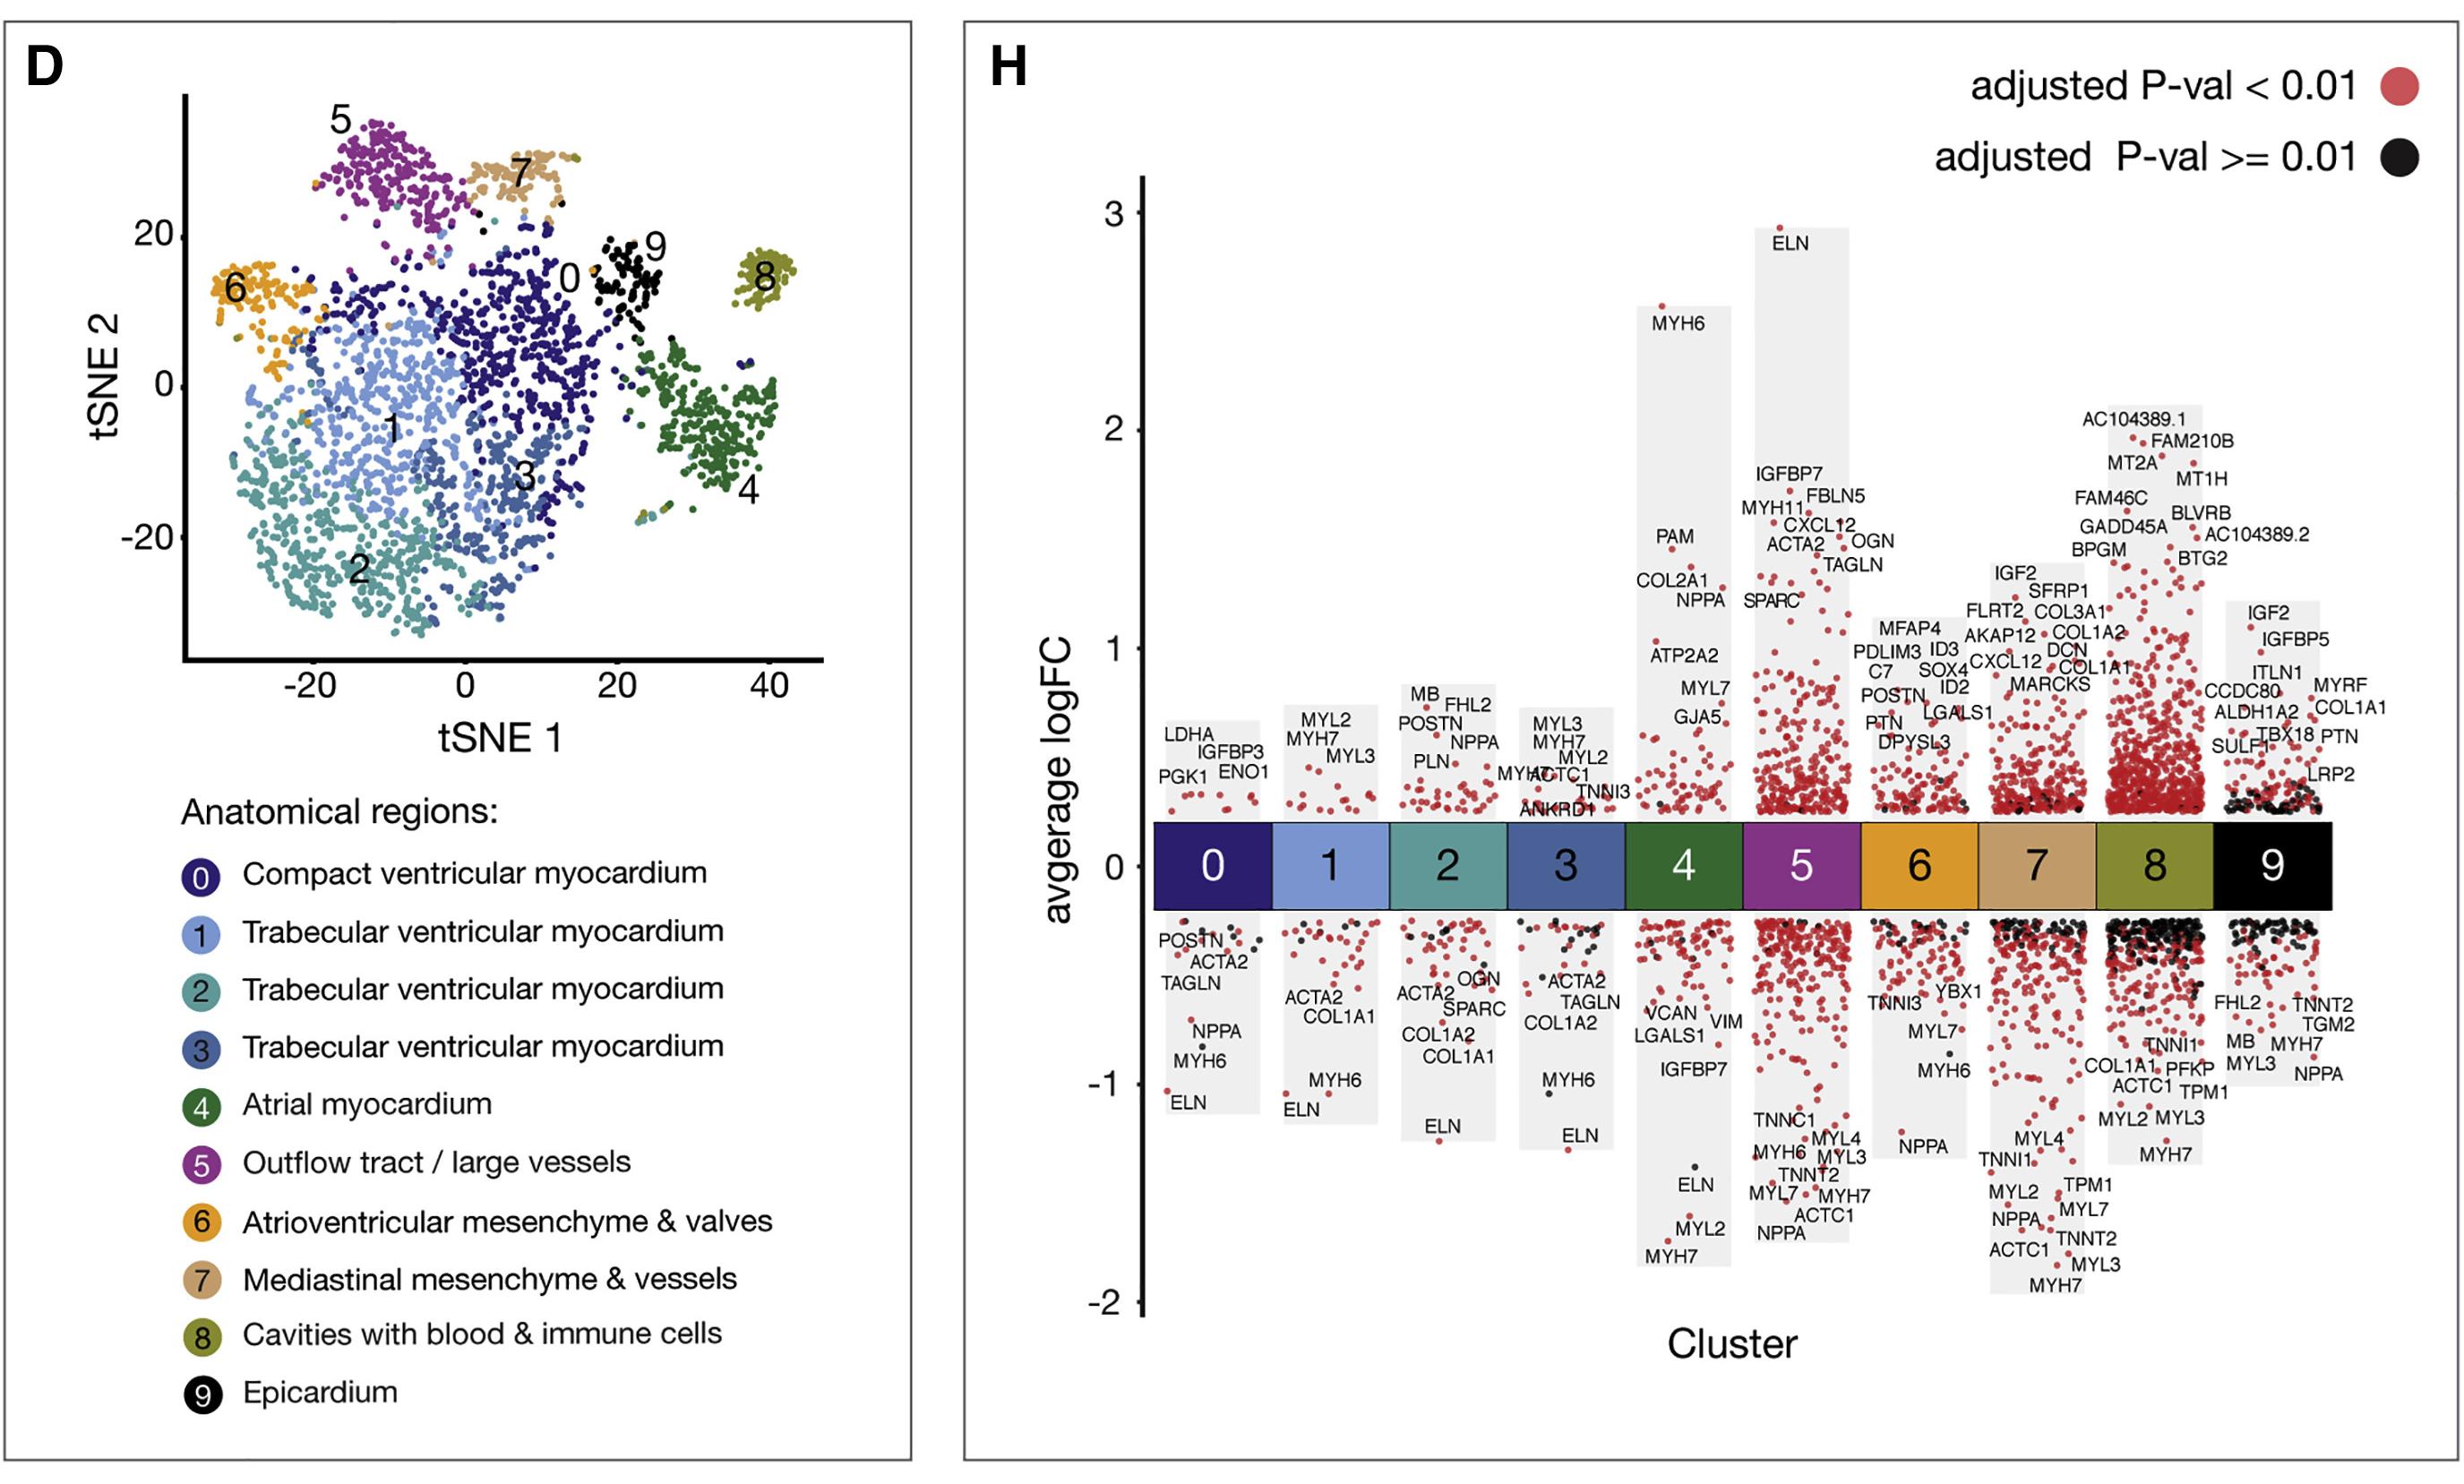 D
5
7
20
9
0
8
6
0
1
3
4
-20
2
tSNE 2
-20
0
20
40
tSNE 1
Anatomical regions:
0 Compact ventricular myocardium
1 Trabecular ventricular myocardium
2 Trabecular ventricular myocardium
3 Trabecular ventricular myocardium
4 Atrial myocardium
5 Outflow tract / large vessels
6 Atrioventricular mesenchyme & valves
7 Mediastinal mesenchyme & vessels
8 Cavities with blood & immune cells
9 Epicardium
H
adjusted P-val < 0.01
adjusted P-val >= 0.01
avgerage logFC
3
2
1
0
-1
-2
LDHA
IGFBP3
PGK1
ENO1
MYL2
MYH7
MYL3
MB
FHL2
POSTN
NPPA
PLN
MYL3
MYH7
MYL2
MYH7
ACTC1
TNNI3
ANKRD1
MYH6
PAM
COL2A1
NPPA
ATP2A2
MYL7
GJA5
ELN
IGFBP7
FBLN5
MYH11
CXCL12
ACTA2
OGN
TAGLN
SPARC
MFAP4
PDLIM3
ID3
C7
SOX4
ID2
POSTN
LGALS1
PTN
DPYSL3
IGF2
SFRP1
FLRT2
COL3A1
AKAP12
COL1A2
DCN
CXCL12
COL1A1
MARCKS
AC104389.1
FAM210B
MT2A
MT1H
FAM46C
BLVRB
GADD45A
AC104389.2
BPGM
BTG2
IGF2
IGFBP5
ITLN1
CCDC80
MYRF
COL1A1
ALDH1A2
TBX18
PTN
SULF1
LRP2
0 1 2 3 4 5 6 7 8 9
POSTN
ACTA2
TAGLN
NPPA
MYH6
ELN
ACTA2
COL1A1
MYH6
ELN
OGN
ACTA2
SPARC
COL1A2
COL1A1
ELN
ACTA2
TAGLN
COL1A2
MYH6
ELN
VCAN
VIM
LGALS1
IGFBP7
ELN
MYL2
MYH7
TNNC1
MYL4
MYH6
MYL3
TNNT2
MYL7
MYH7
ACTC1
NPPA
YBX1
TNNI3
MYL7
MYH6
NPPA
MYL4
TNNI1
TPM1
MYL2
MYL7
NPPA
TNNT2
ACTC1
MYL3
MYH7
TNNI1
COL1A1
PFKP
ACTC1
TPM1
MYL2
MYL3
MYH7
FHL2
TNNT2
TGM2
MB
MYH7
MYL3
NPPA
Cluster